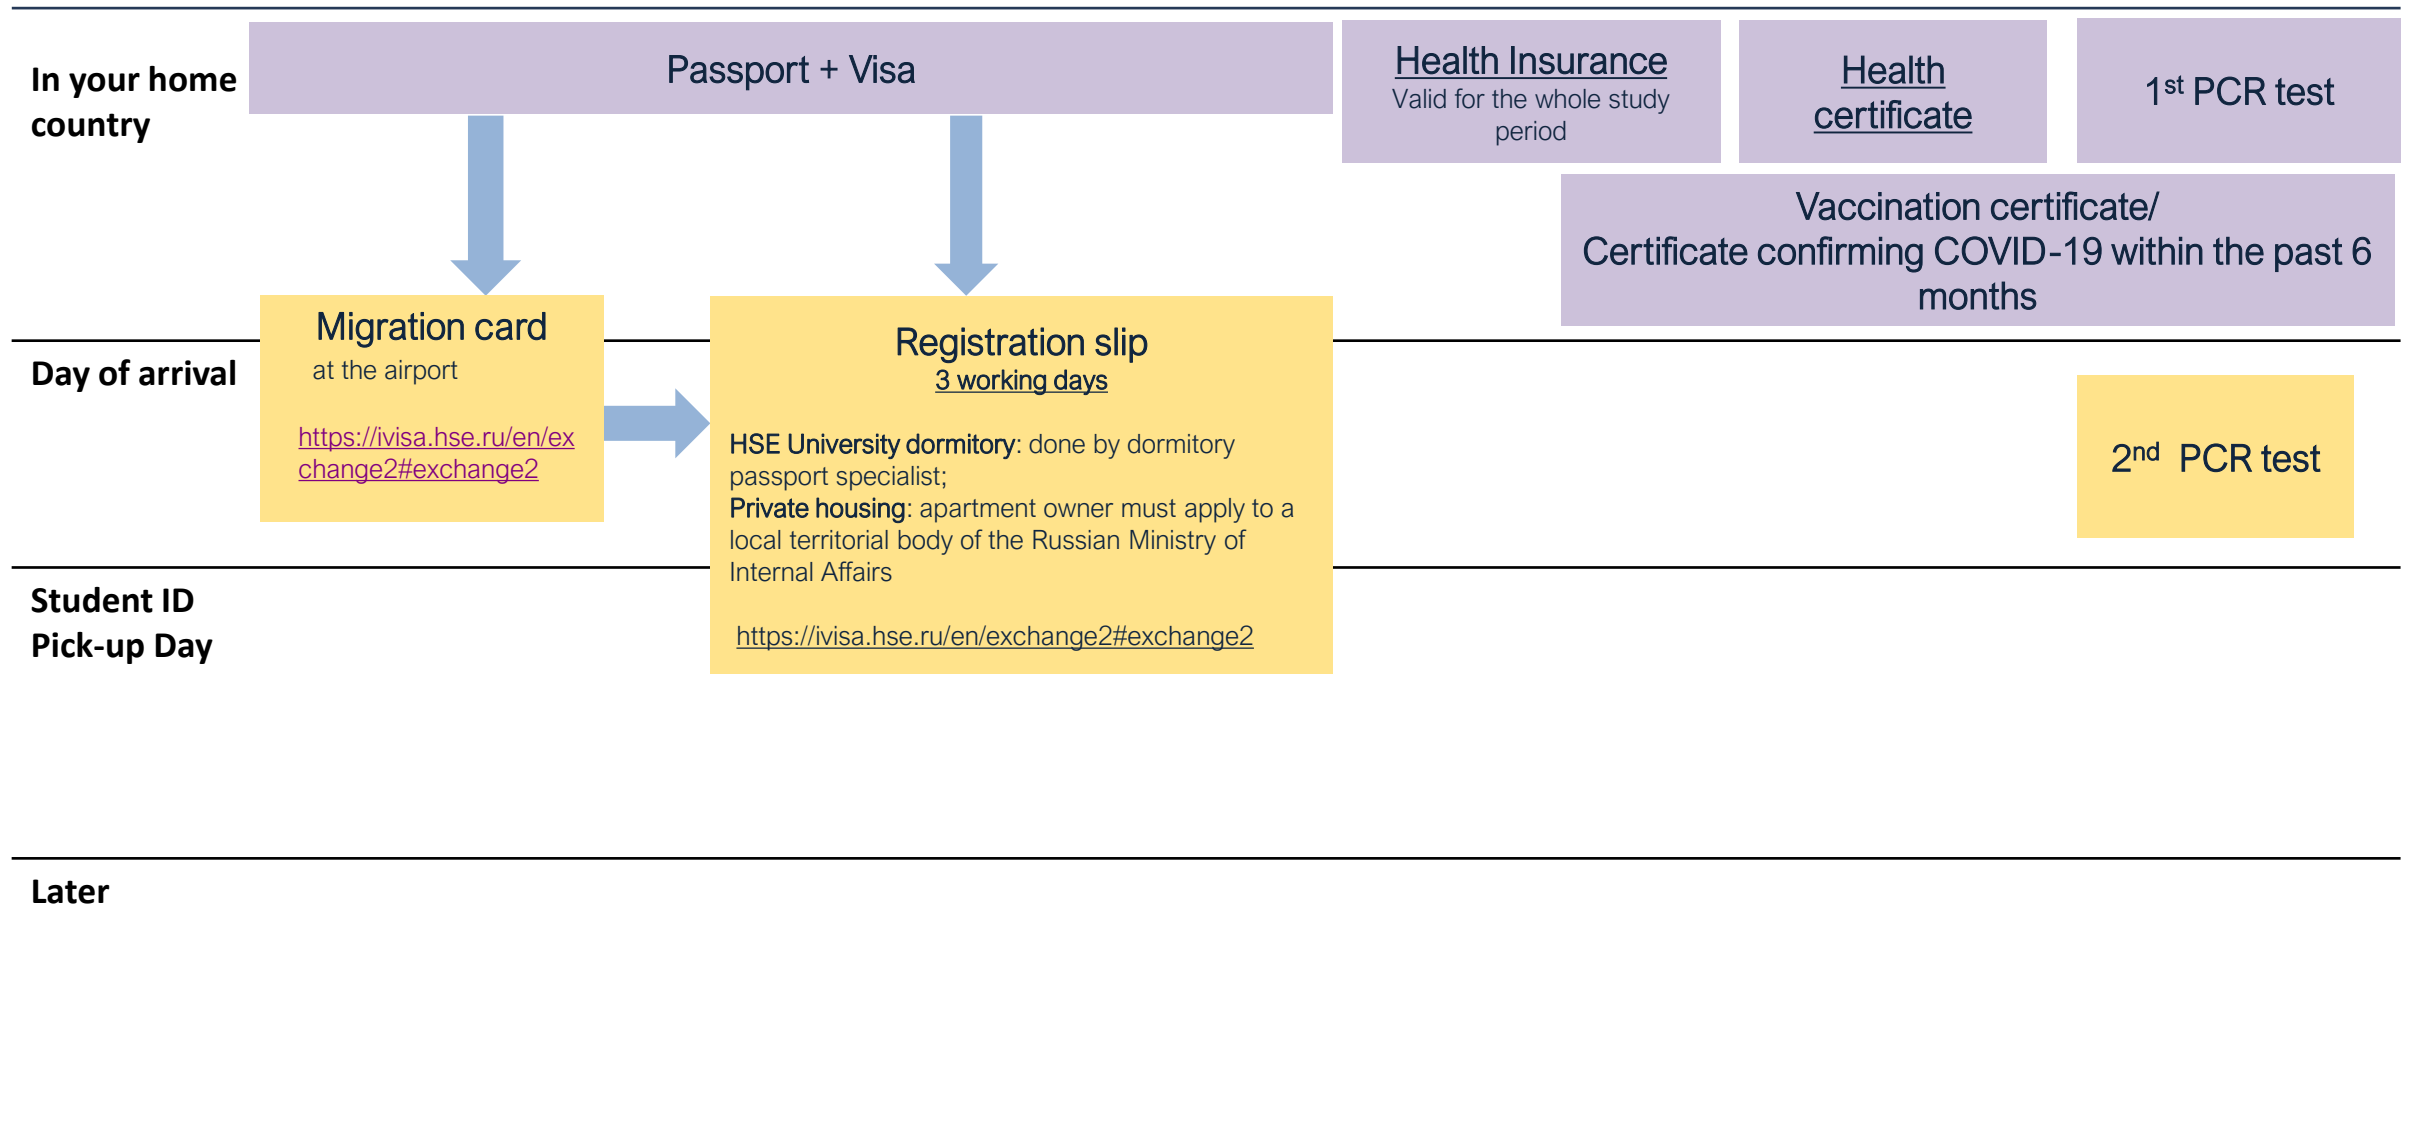 In your home
country
Passport + Visa
Health Insurance
Valid for the whole study
period
Health
certificate
1st PCR test
Vaccination certificate/
Certificate confirming COVID-19 within the past 6
months
Day of arrival
Migration card
at the airport
https://ivisa.hse.ru/en/ex
change2#exchange2
Registration slip
3 working days
HSE University dormitory: done by dormitory
passport specialist;
Private housing: apartment owner must apply to a
local territorial body of the Russian Ministry of
Internal Affairs
https://ivisa.hse.ru/en/exchange2#exchange2
2nd PCR test
Student ID
Pick-up Day
Later